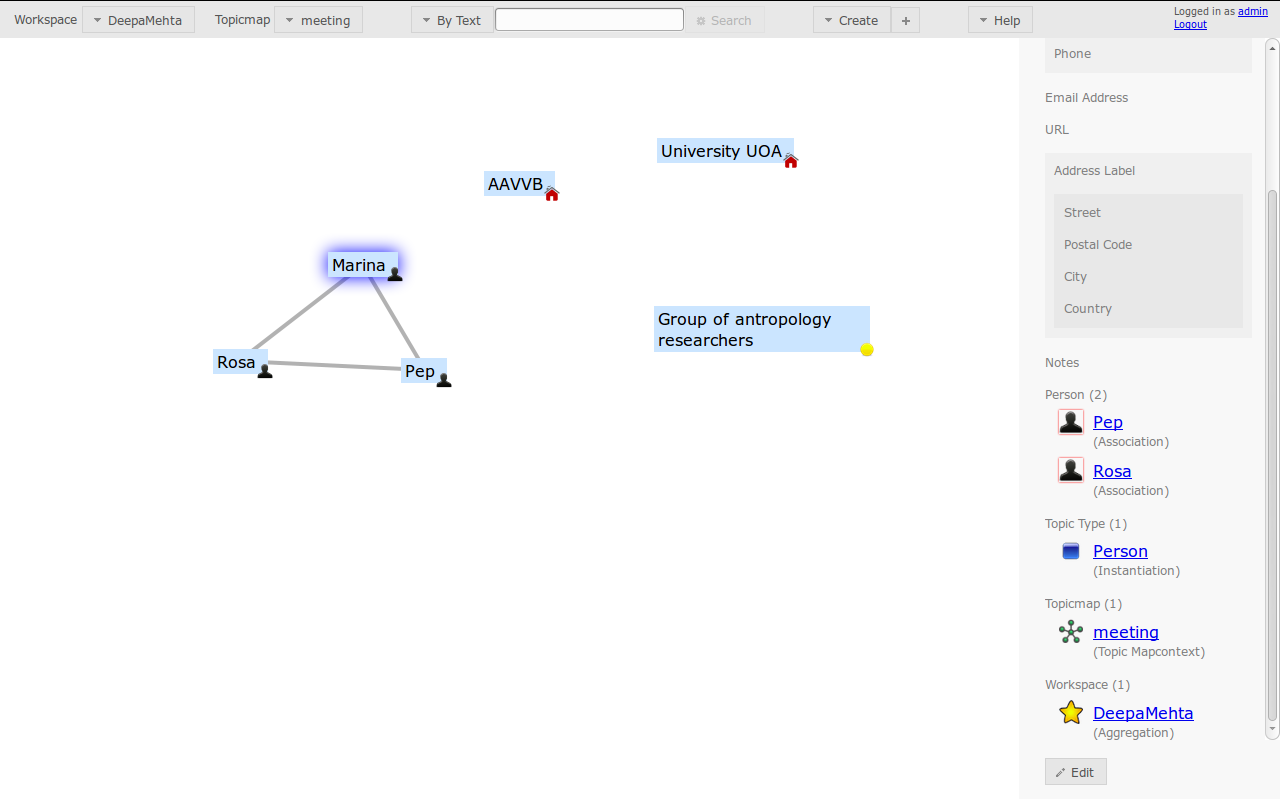 Workspace DeepaMehta Topicmap meeting By Text Search Create + Help
Logged in as admin
Logout
University UOA
AAVVB
Marina
Group of antropology
researchers
Rosa
Pep
Phone
Email Address
URL
Address Label
Street
Postal Code
City
Country
Notes
Person (2)
Pep
(Association)
Rosa
(Association)
Topic Type (1)
Person
(Instantiation)
Topicmap (1)
meeting
(Topic Mapcontext)
Workspace (1)
DeepaMehta
(Aggregation)
Edit